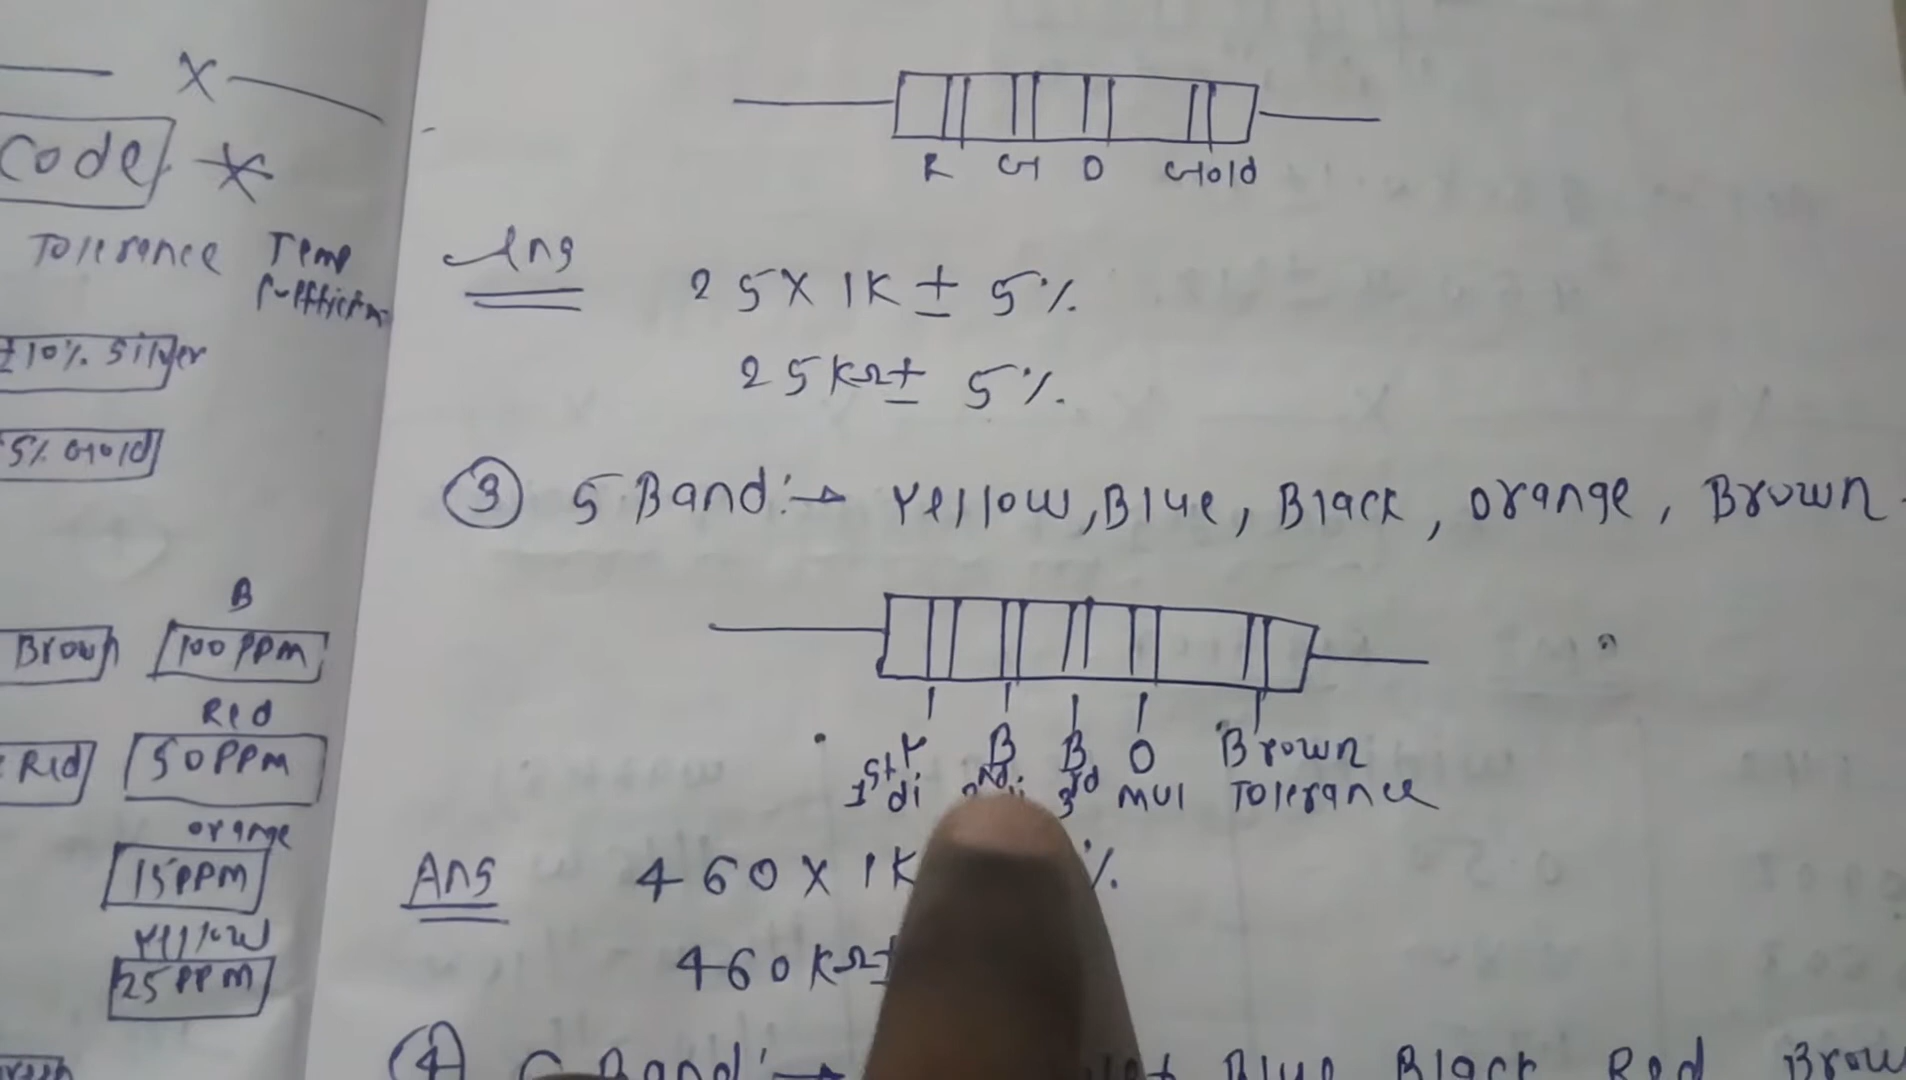 X
Code
Tolerance Temp
±10% Silver
5% Gold
B
Brown 100 PPM
Red
Red 50 PPM
orange
15 PPM
Yellow
25 PPM
R G O Gold
Ans
25 X 1K ± 5%
25 KΩ ± 5%
3 5 Band:→ Yellow, Blue, Black, orange, Brown
Y B B O Brown
1st di 3rd mul Tolerance
Ans 460 X 1K %
460 KΩ ±
4 Band:→ Blue Black Red Brow